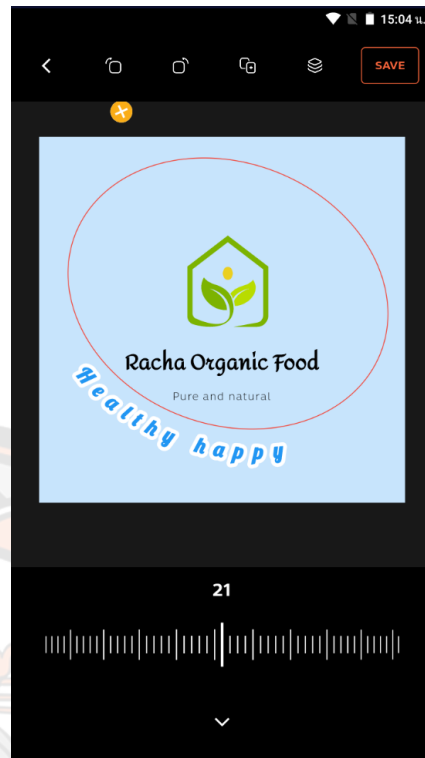 15:04 น.
SAVE
Racha Organic Food
Pure and natural
Healthy happy
21